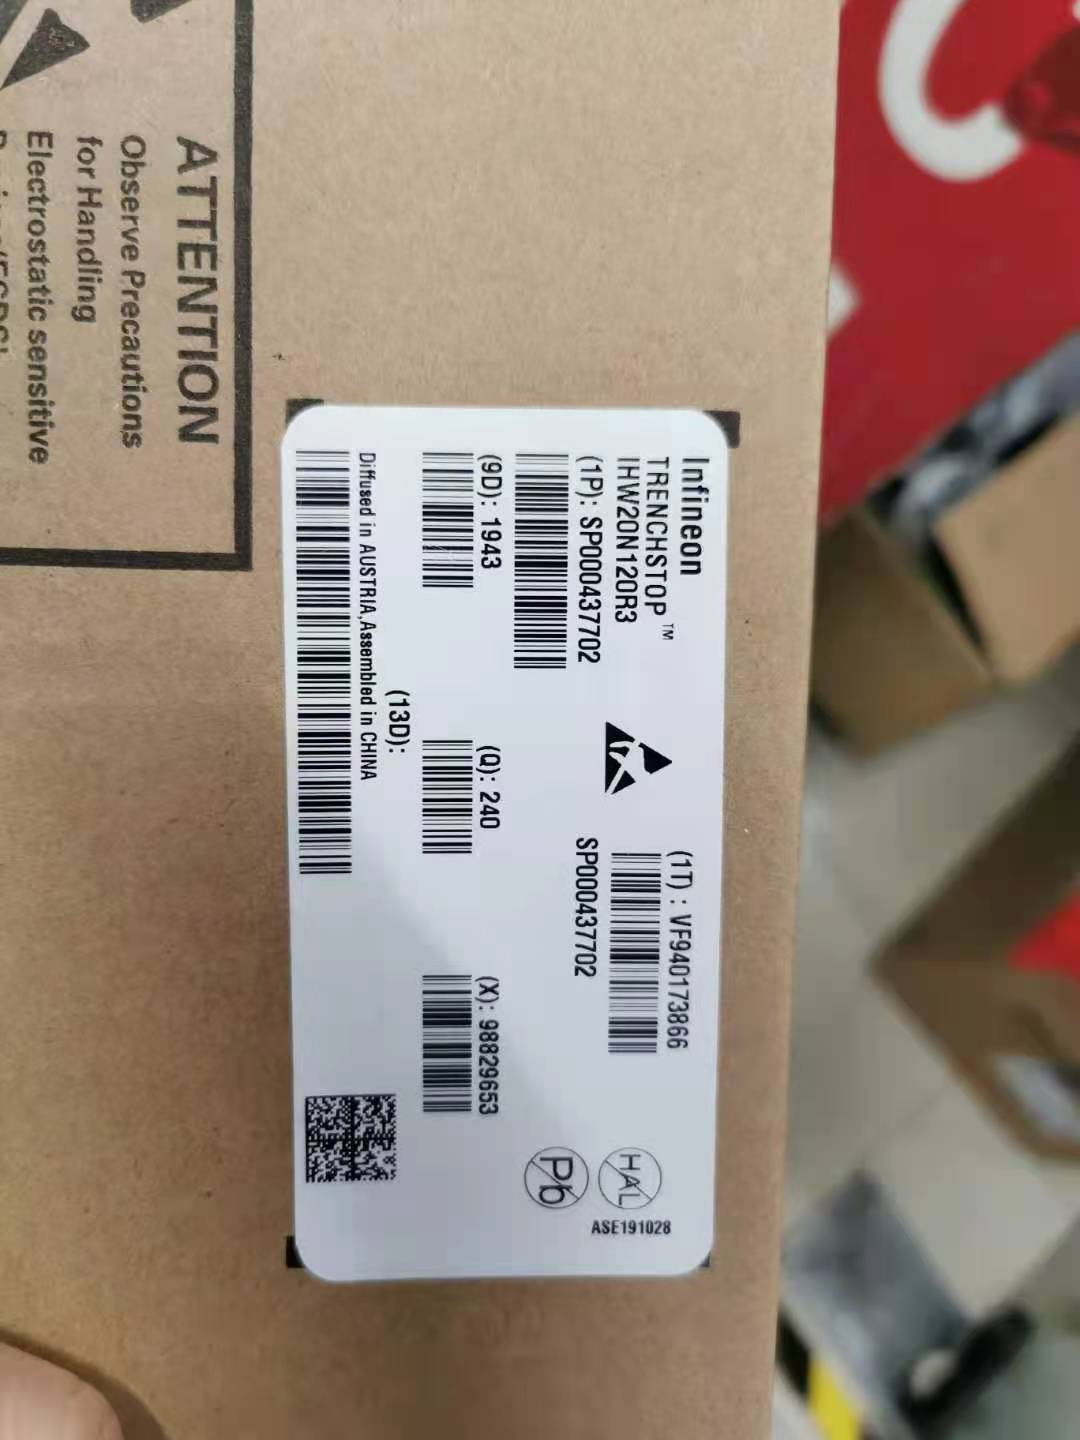 ATTENTION
Observe Precautions
for Handling
Electrostatic sensitive
Infineon
TRENCHSTOP™
IHW20N120R3
(1P): SP000437702
(1T) : VF940173866
SP000437702
(9D): 1943
(Q): 240
(X): 98829653
(13D):
Diffused in AUSTRIA,Assembled in CHINA
HAL
Pb
ASE191028